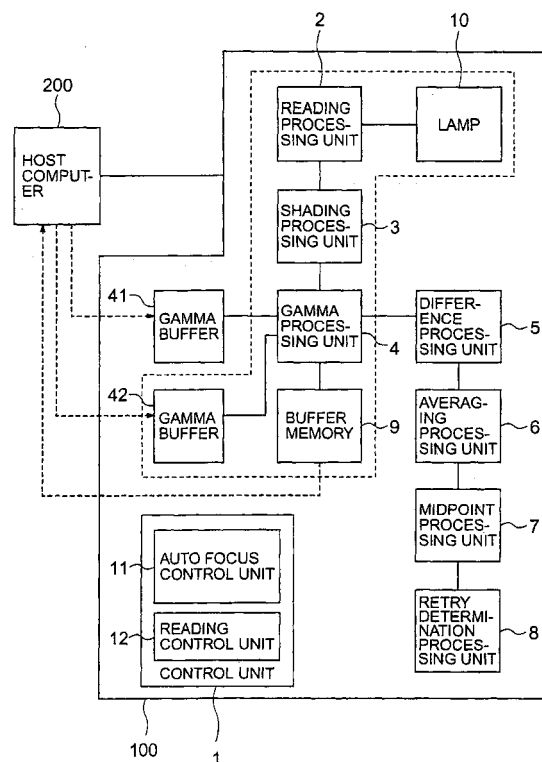 2
10
200
READING
PROCES-
SING UNIT
LAMP
HOST
COMPUT-
ER
SHADING
PROCES-
SING UNIT
3
41
GAMMA
BUFFER
GAMMA
PROCES-
SING UNIT
4
DIFFER-
ENCE
PROCES-
SING UNIT
5
42
GAMMA
BUFFER
BUFFER
MEMORY
9
AVERAG-
ING
PROCES-
SING UNIT
6
MIDPOINT
PROCES-
SING UNIT
7
11
AUTO FOCUS
CONTROL UNIT
12
READING
CONTROL UNIT
CONTROL UNIT
RETRY
DETERMI-
NATION
PROCES-
SING UNIT
8
100
1